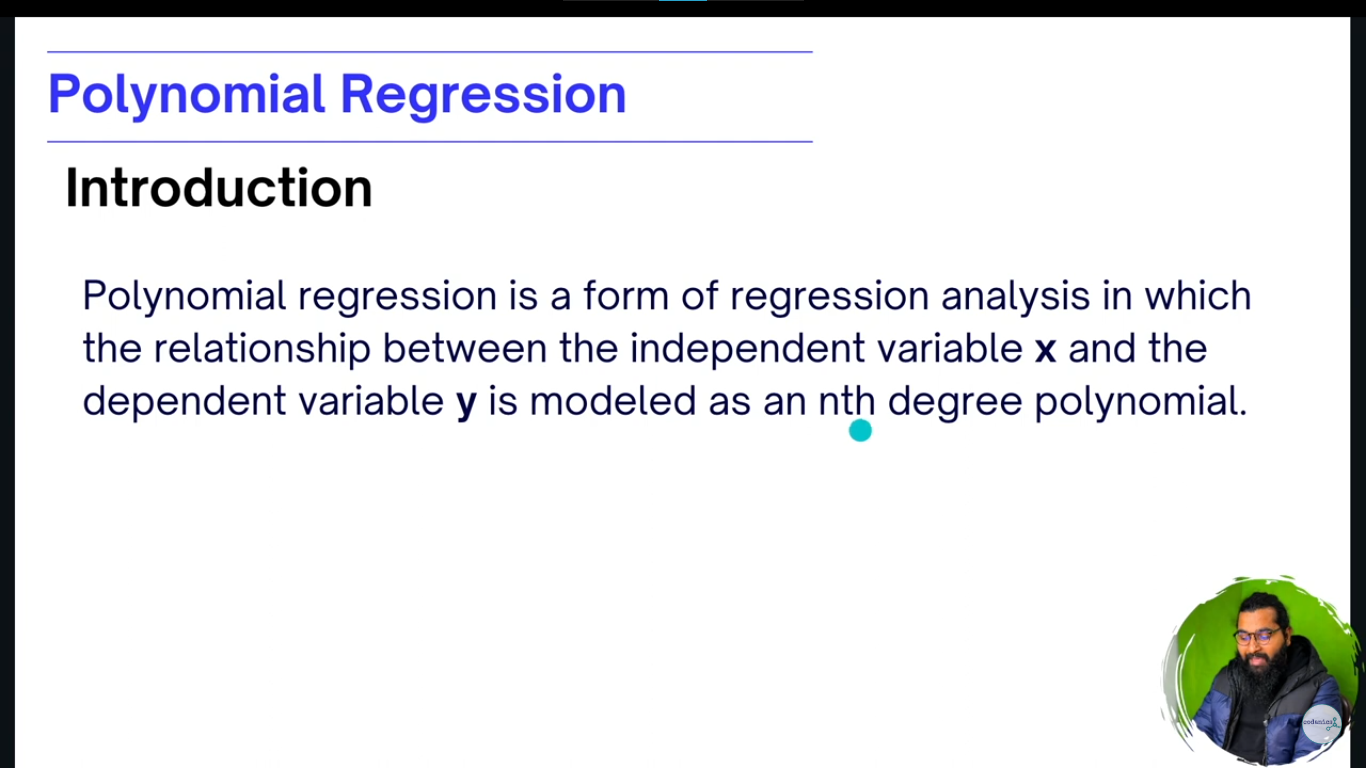 Polynomial Regression
Introduction
Polynomial regression is a form of regression analysis in which
the relationship between the independent variable x and the
dependent variable y is modeled as an nth degree polynomial.